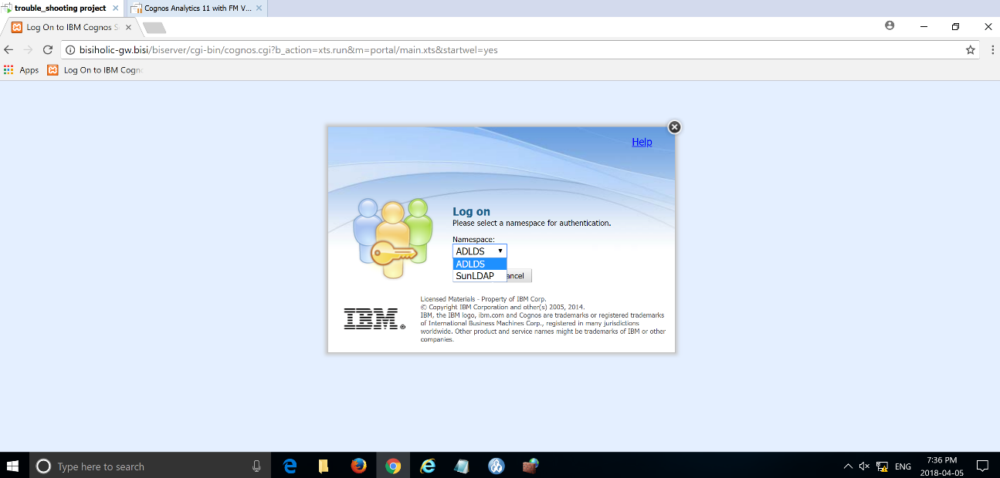 trouble_shooting project
Cognos Analytics 11 with FM V...
Log On to IBM Cognos S
bisiholic-gw.bisi/biserver/cgi-bin/cognos.cgi?b_action=xts.run&m=portal/main.xts&startwel=yes
Apps
Log On to IBM Cogn
Help
Log on
Please select a namespace for authentication.
Namespace:
ADLDS
ADLDS
SunLDAP
ancel
Licensed Materials - Property of IBM Corp.
© Copyright IBM Corporation and other(s) 2005, 2014.
IBM, the IBM logo, ibm.com and Cognos are trademarks or registered trademarks
of International Business Machines Corp., registered in many jurisdictions
worldwide. Other product and service names might be trademarks of IBM or other
companies.
IBM®
Type here to search
ENG
7:36 PM
2018-04-05